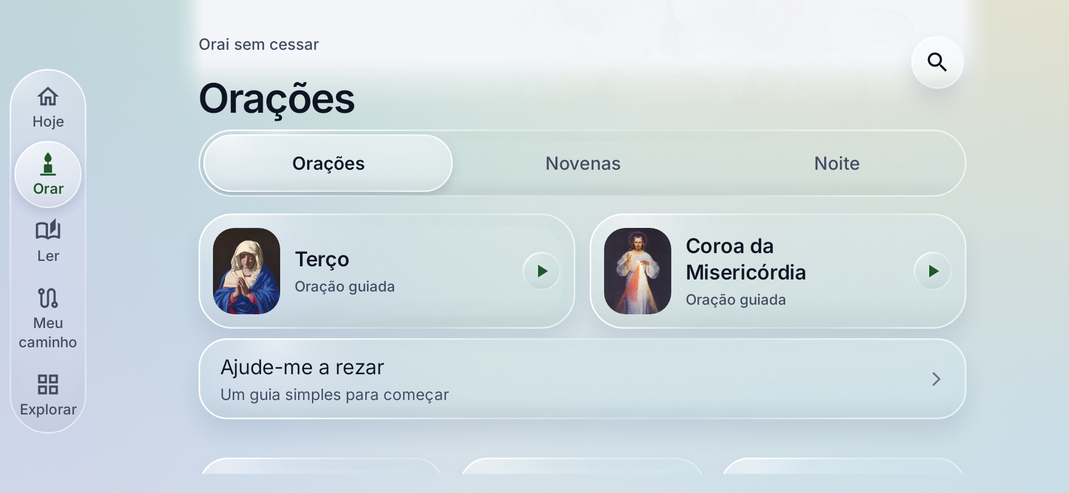 Orai sem cessar
Orações
Hoje
Orar
Ler
Meu
caminho
Explorar
Orações
Novenas
Noite
Terço
Oração guiada
Coroa da
Misericórdia
Oração guiada
Ajude-me a rezar
Um guia simples para começar